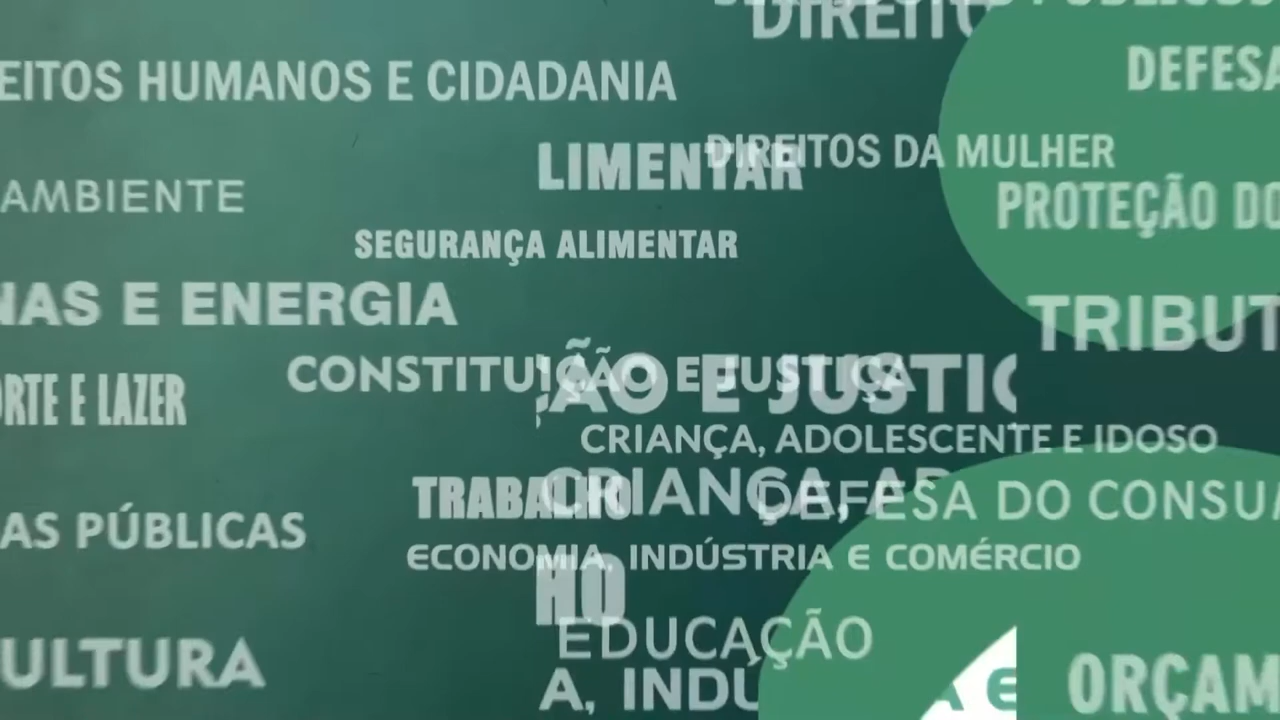 DIREITO
EITOS HUMANOS E CIDADANIA
DEFESA
LIMENTAR
DIREITOS DA MULHER
AMBIENTE
PROTEÇÃO DO
SEGURANÇA ALIMENTAR
NAS E ENERGIA
TRIBUT
CONSTITUIÇÃO E JUSTIÇA
ÇÃO E JUSTIÇ
ORTE E LAZER
CRIANÇA, ADOLESCENTE E IDOSO
TRABALHO
CRIANÇA, AD
DEFESA DO CONSU
AS PÚBLICAS
ECONOMIA, INDÚSTRIA E COMÉRCIO
HO
EDUCAÇÃO
ULTURA
A, INDÚ
A E
ORÇAM